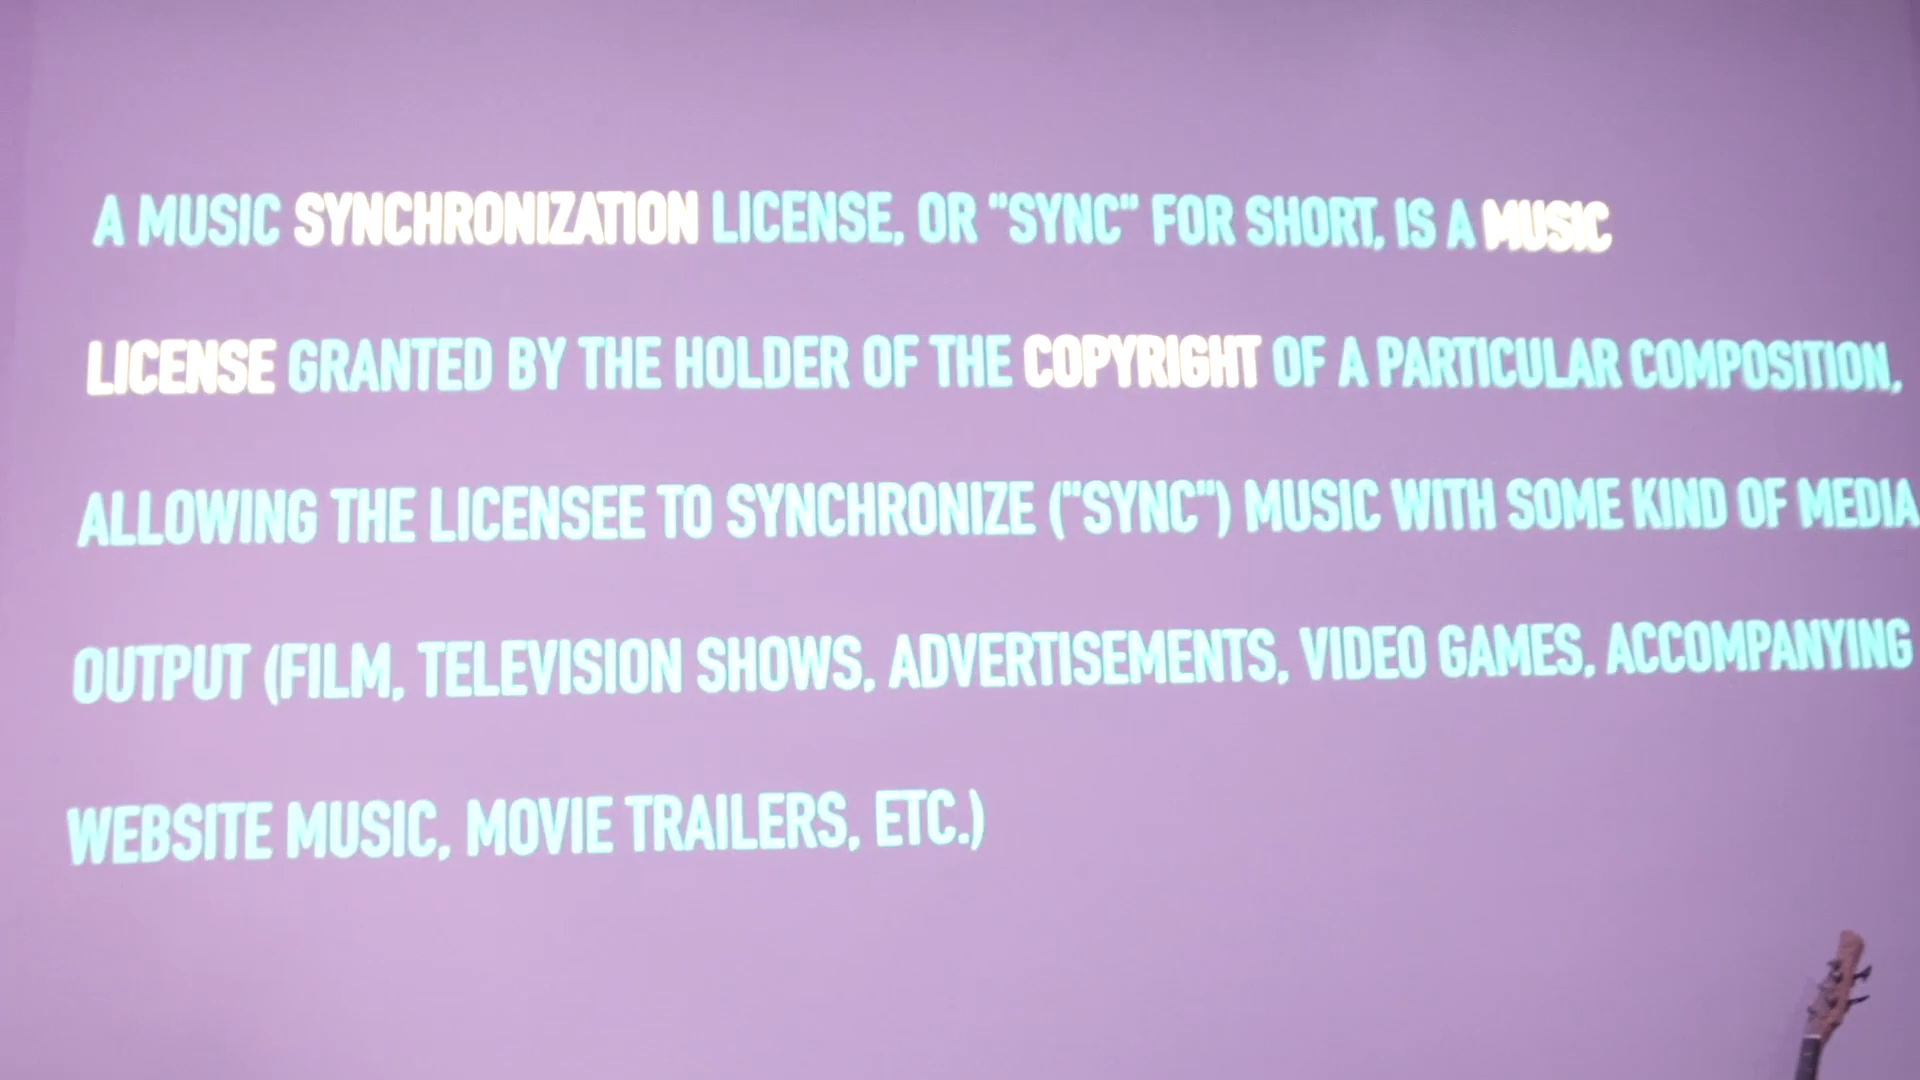 A MUSIC SYNCHRONIZATION LICENSE, OR "SYNC" FOR SHORT, IS A MUSIC
LICENSE GRANTED BY THE HOLDER OF THE COPYRIGHT OF A PARTICULAR COMPOSITION,
ALLOWING THE LICENSEE TO SYNCHRONIZE ("SYNC") MUSIC WITH SOME KIND OF MEDIA
OUTPUT (FILM, TELEVISION SHOWS, ADVERTISEMENTS, VIDEO GAMES, ACCOMPANYING
WEBSITE MUSIC, MOVIE TRAILERS, ETC.)